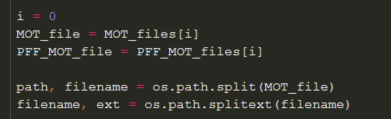 i = 0
MOT_file = MOT_files[i]
PFF_MOT_file = PFF_MOT_files[i]
path, filename = os.path.split(MOT_file)
filename, ext = os.path.splitext(filename)